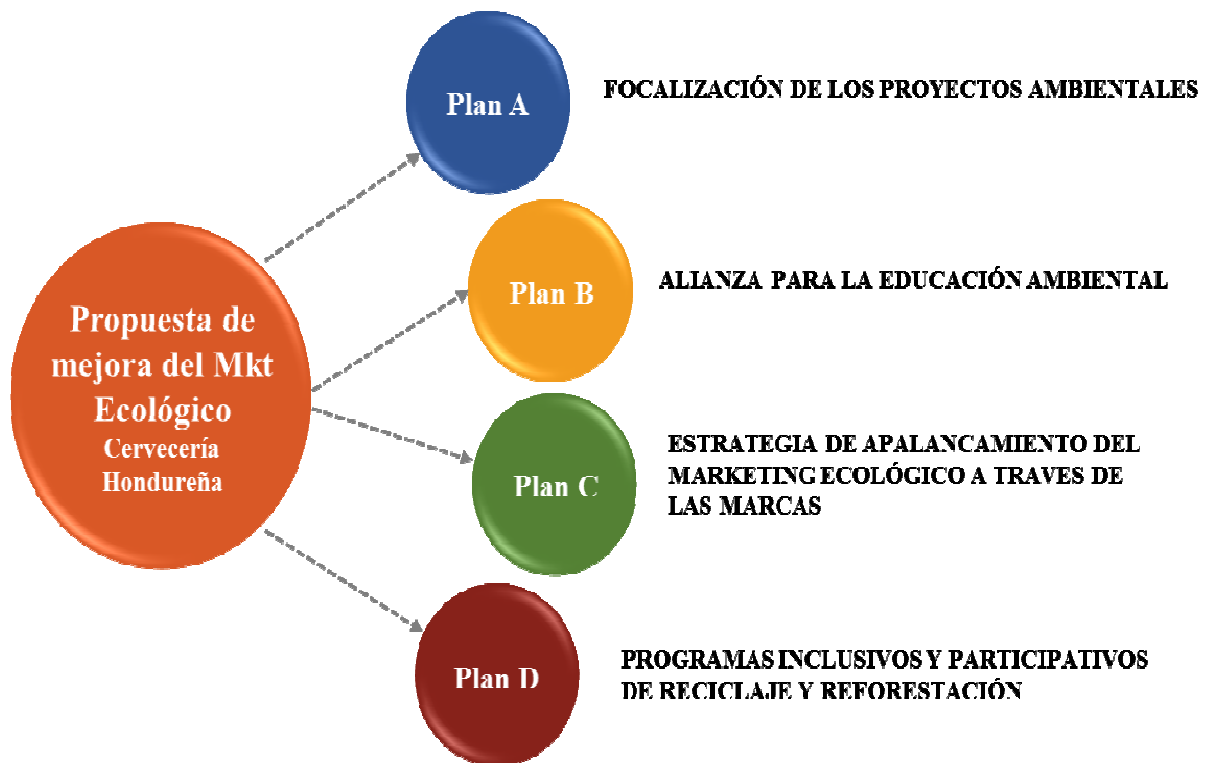 Propuesta de
mejora del Mkt
Ecológico
Cervecería
Hondureña
Plan A
FOCALIZACIÓN DE LOS PROYECTOS AMBIENTALES
Plan B
ALIANZA PARA LA EDUCACIÓN AMBIENTAL
Plan C
ESTRATEGIA DE APALANCAMIENTO DEL
MARKETING ECOLÓGICO A TRAVES DE
LAS MARCAS
Plan D
PROGRAMAS INCLUSIVOS Y PARTICIPATIVOS
DE RECICLAJE Y REFORESTACIÓN